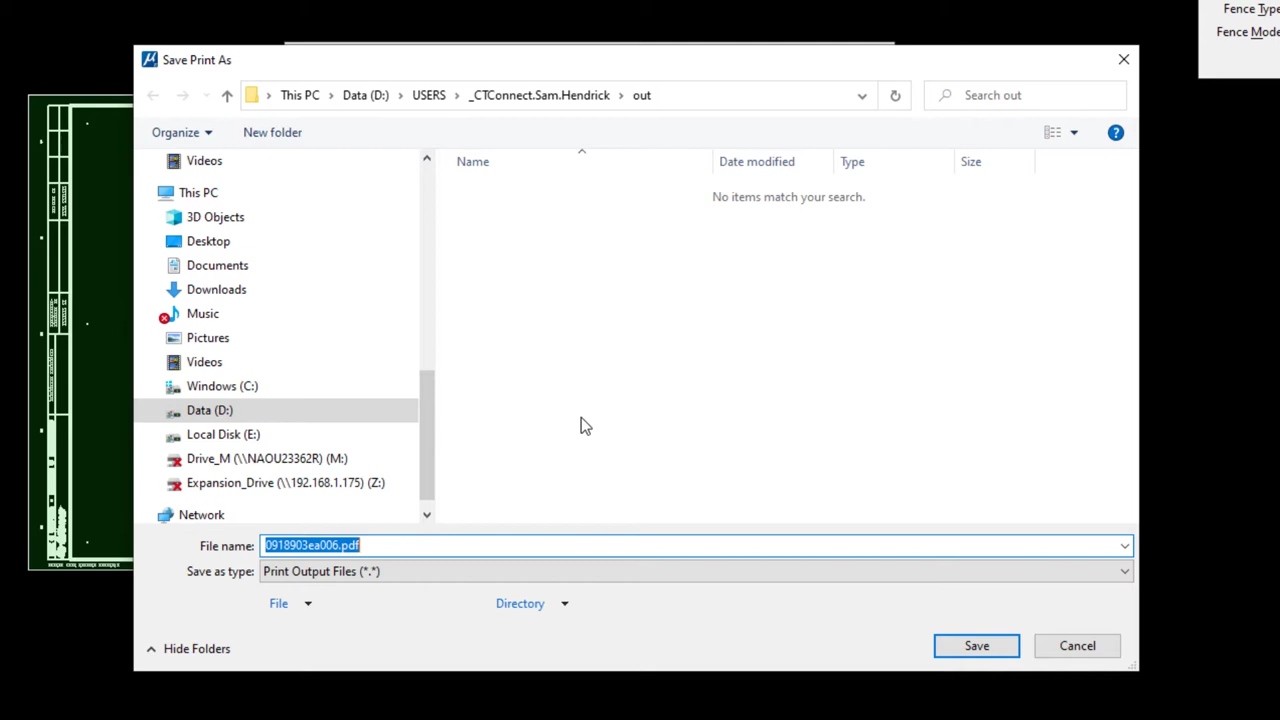 Fence Type
Fence Mode
Save Print As
This PC > Data (D:) > USERS > _CTConnect.Sam.Hendrick > out
Search out
Organize
New folder
Videos
This PC
3D Objects
Desktop
Documents
Downloads
Music
Pictures
Videos
Windows (C:)
Data (D:)
Local Disk (E:)
Drive_M (\\NAOU23362R) (M:)
Expansion_Drive (\\192.168.1.175) (Z:)
Network
Name Date modified Type Size
No items match your search.
File name: 0918903ea006.pdf
Save as type: Print Output Files (*.*)
File Directory
Hide Folders
Save Cancel